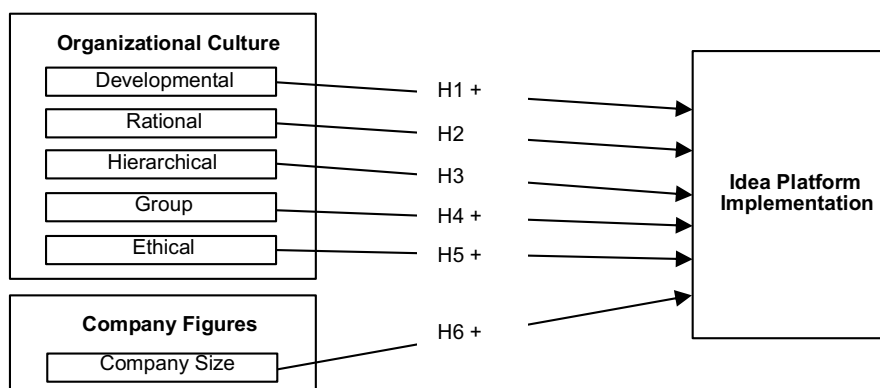 Organizational Culture
Developmental
Rational
Hierarchical
Group
Ethical
Company Figures
Company Size
H1 +
H2
H3
H4 +
H5 +
H6 +
Idea Platform
Implementation